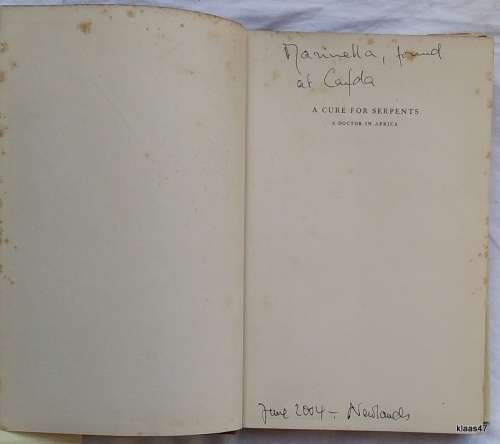 Marinella, found
at Cafda
A CURE FOR SERPENTS
A DOCTOR IN AFRICA
June 2004 - Newlands
klaas47